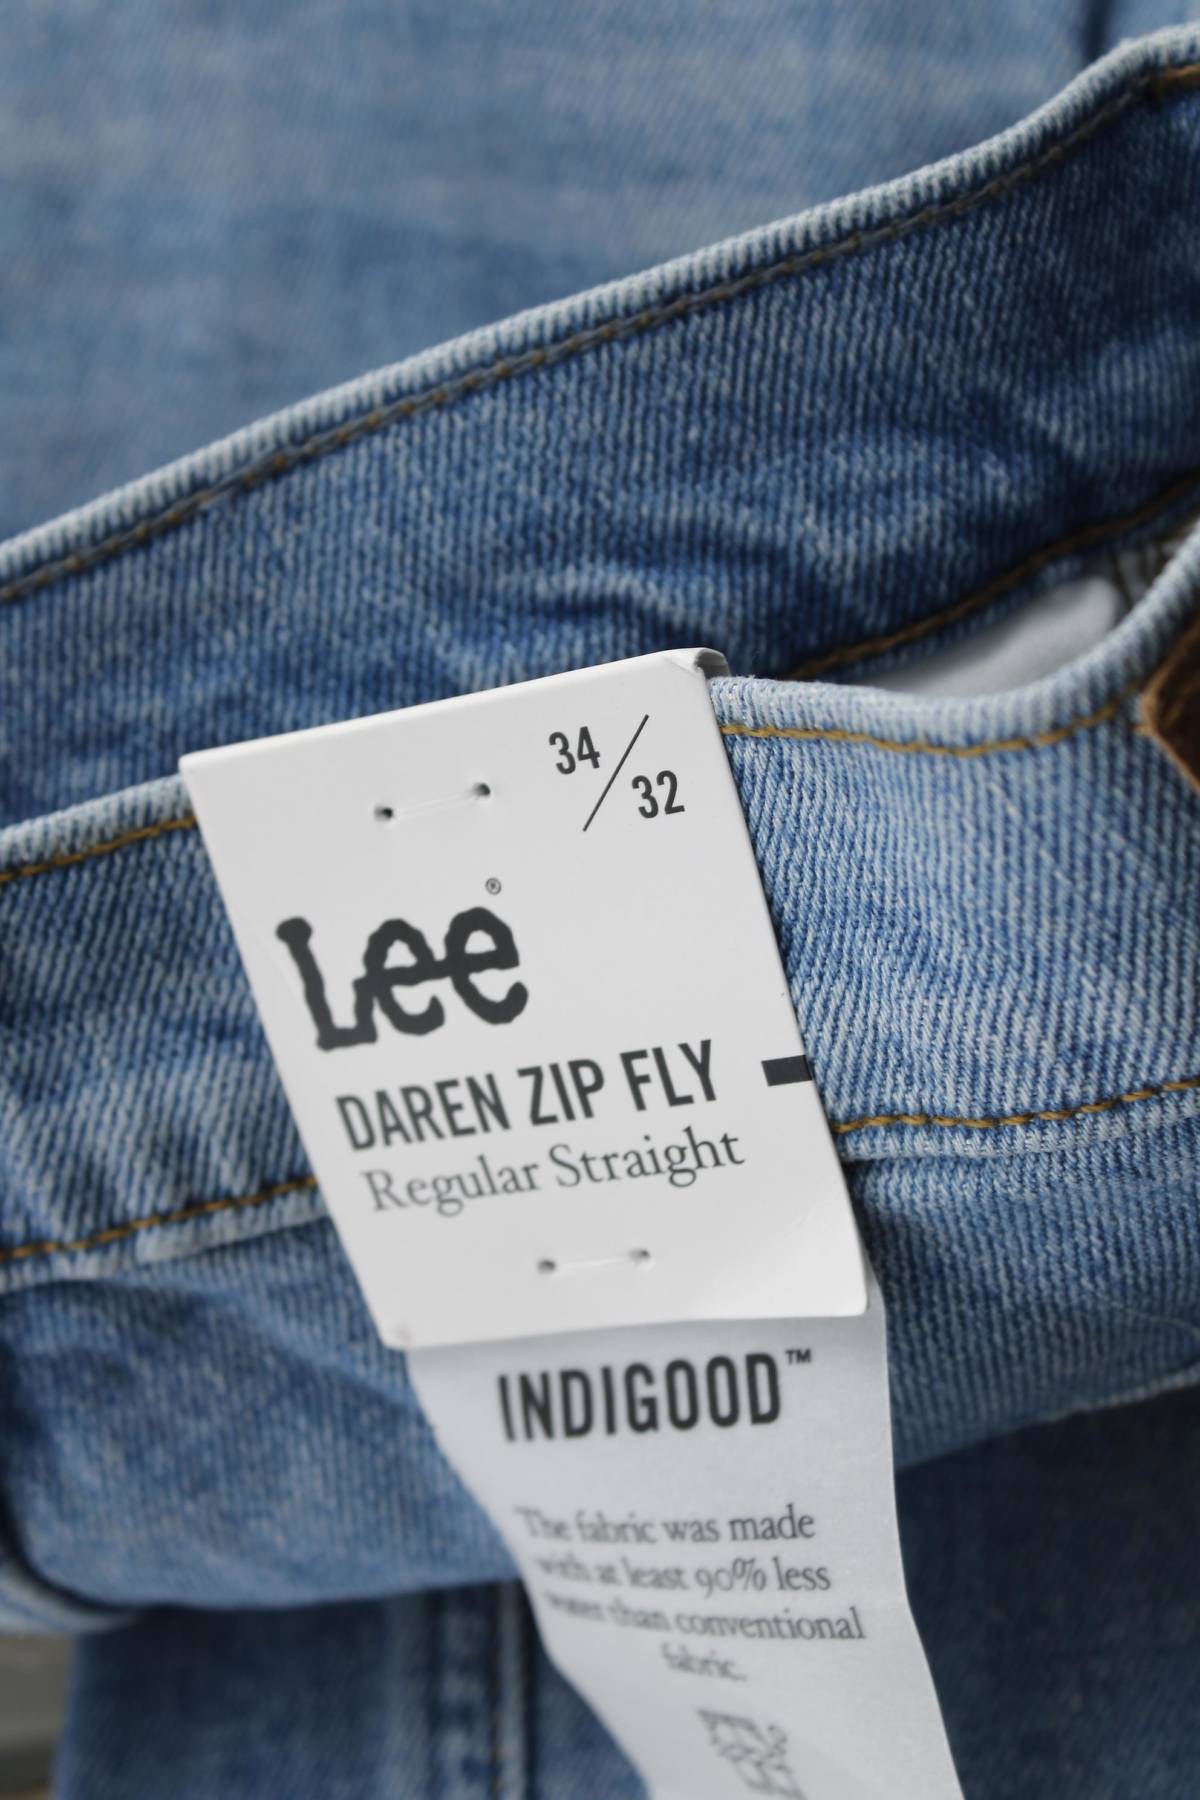 34/32
Lee®
DAREN ZIP FLY
Regular Straight
INDIGOOD™
The fabric was made
with at least 90% less
water than conventional
fabric.